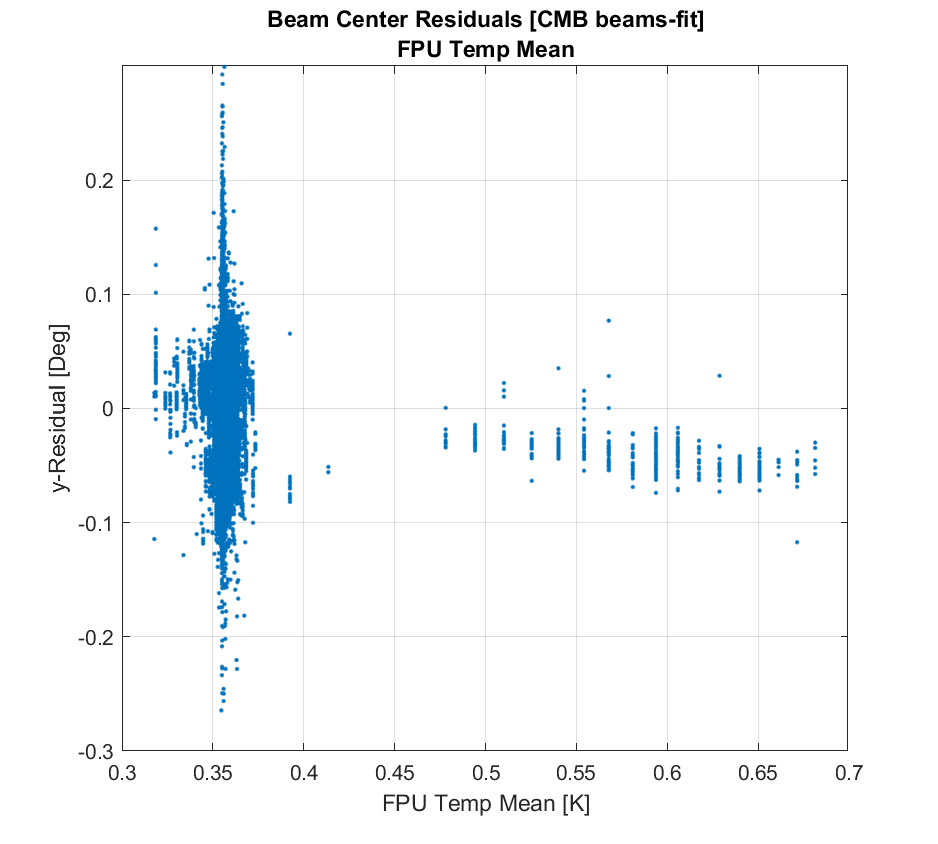 Beam Center Residuals [CMB beams-fit]
FPU Temp Mean
y-Residual [Deg]
0.2
0.1
0
-0.1
-0.2
-0.3
0.3 0.35 0.4 0.45 0.5 0.55 0.6 0.65 0.7
FPU Temp Mean [K]